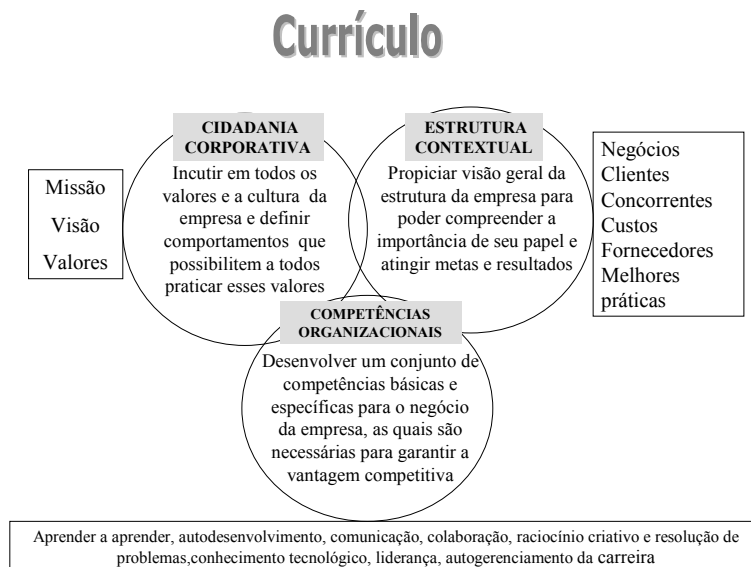 Currículo
CIDADANIA
CORPORATIVA
Incutir em todos os
valores e a cultura da
empresa e definir
comportamentos que
possibilitem a todos
praticar esses valores
ESTRUTURA
CONTEXTUAL
Propiciar visão geral da
estrutura da empresa para
poder compreender a
importância de seu papel e
atingir metas e resultados
Missão
Visão
Valores
Negócios
Clientes
Concorrentes
Custos
Fornecedores
Melhores
práticas
COMPETÊNCIAS
ORGANIZACIONAIS
Desenvolver um conjunto de
competências básicas e
específicas para o negócio
da empresa, as quais são
necessárias para garantir a
vantagem competitiva
Aprender a aprender, autodesenvolvimento, comunicação, colaboração, raciocínio criativo e resolução de
problemas,conhecimento tecnológico, liderança, autogerenciamento da carreira